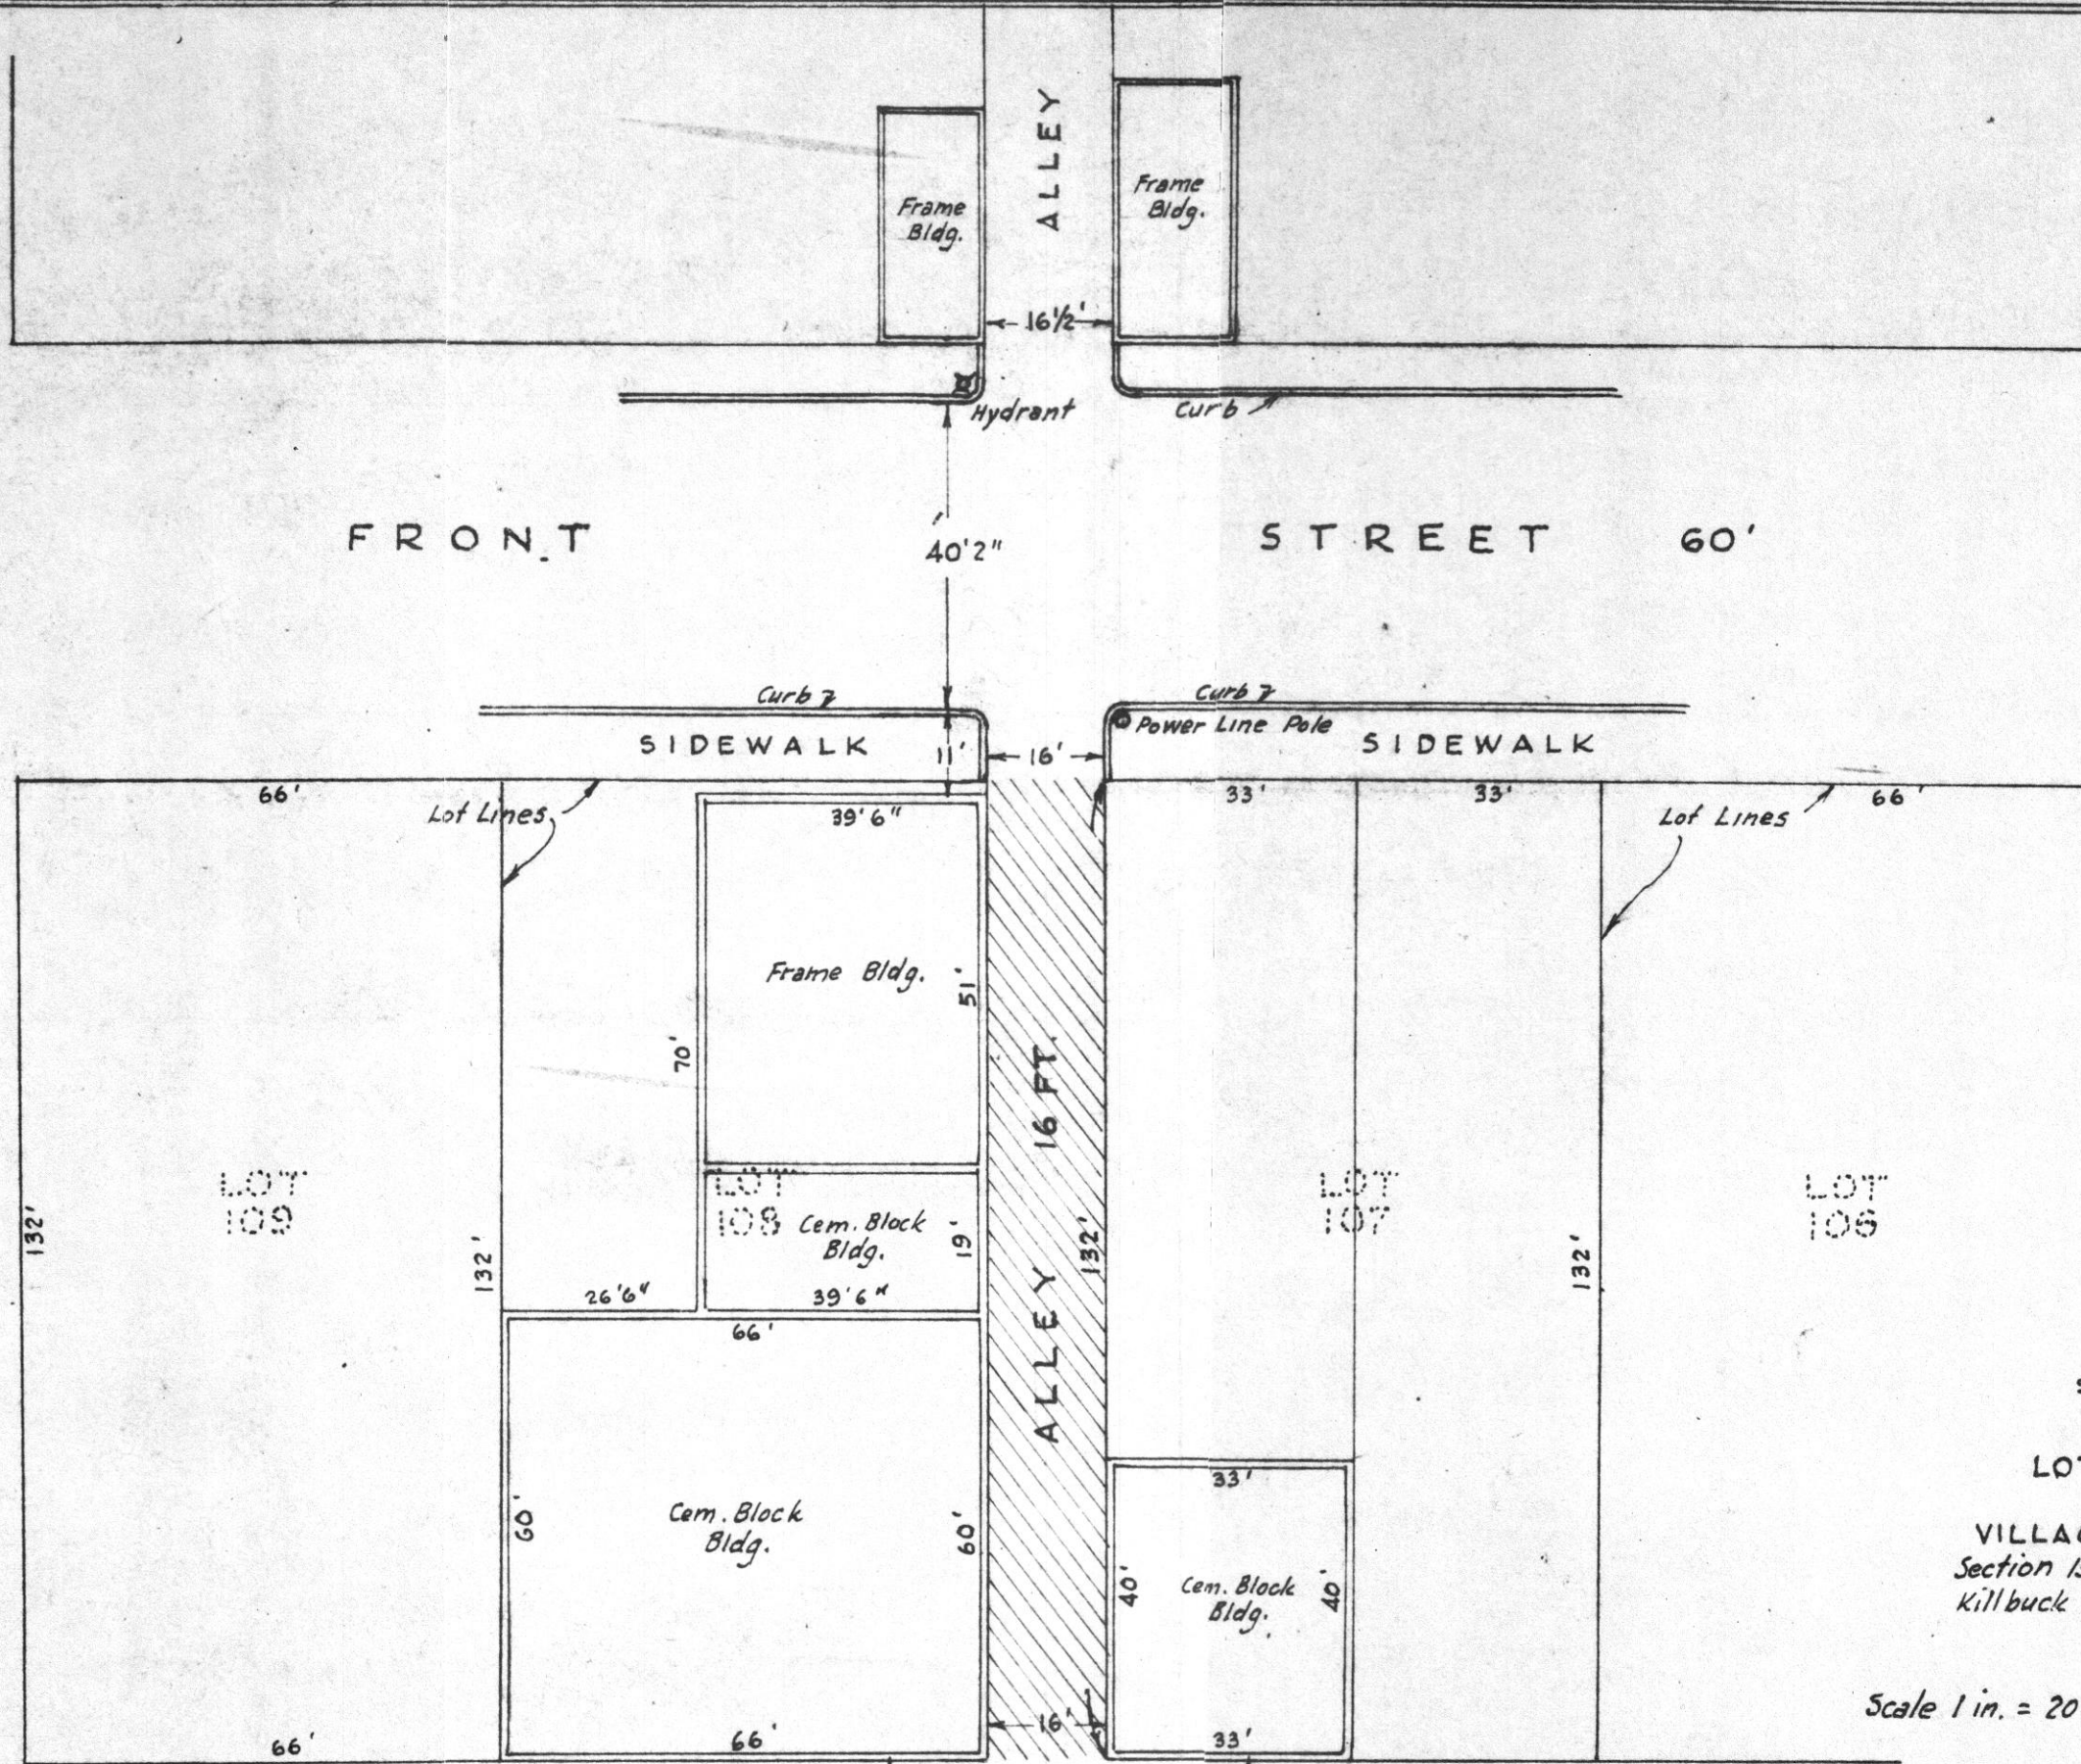 ALLEY
Frame
Bldg.
Frame
Bldg.
16 1/2'
Hydrant
Curb
FRONT
STREET 60'
40'2"
Curb
Curb
SIDEWALK
11'
16'
Power Line Pole
SIDEWALK
66'
Lot Lines
39'6"
33'
33'
Lot Lines
66'
Frame Bldg.
51'
70'
ALLEY 16 FT.
LOT
109
LOT
108
Cem. Block
Bldg.
19'
LOT
107
LOT
106
132'
132'
132'
132'
26'6"
39'6"
66'
60'
Cem. Block
Bldg.
60'
33'
40'
Cem. Block
Bldg.
40'
LOT
VILLAG
Section
Killbuck
Scale 1 in. = 20
66'
66'
16'
33'